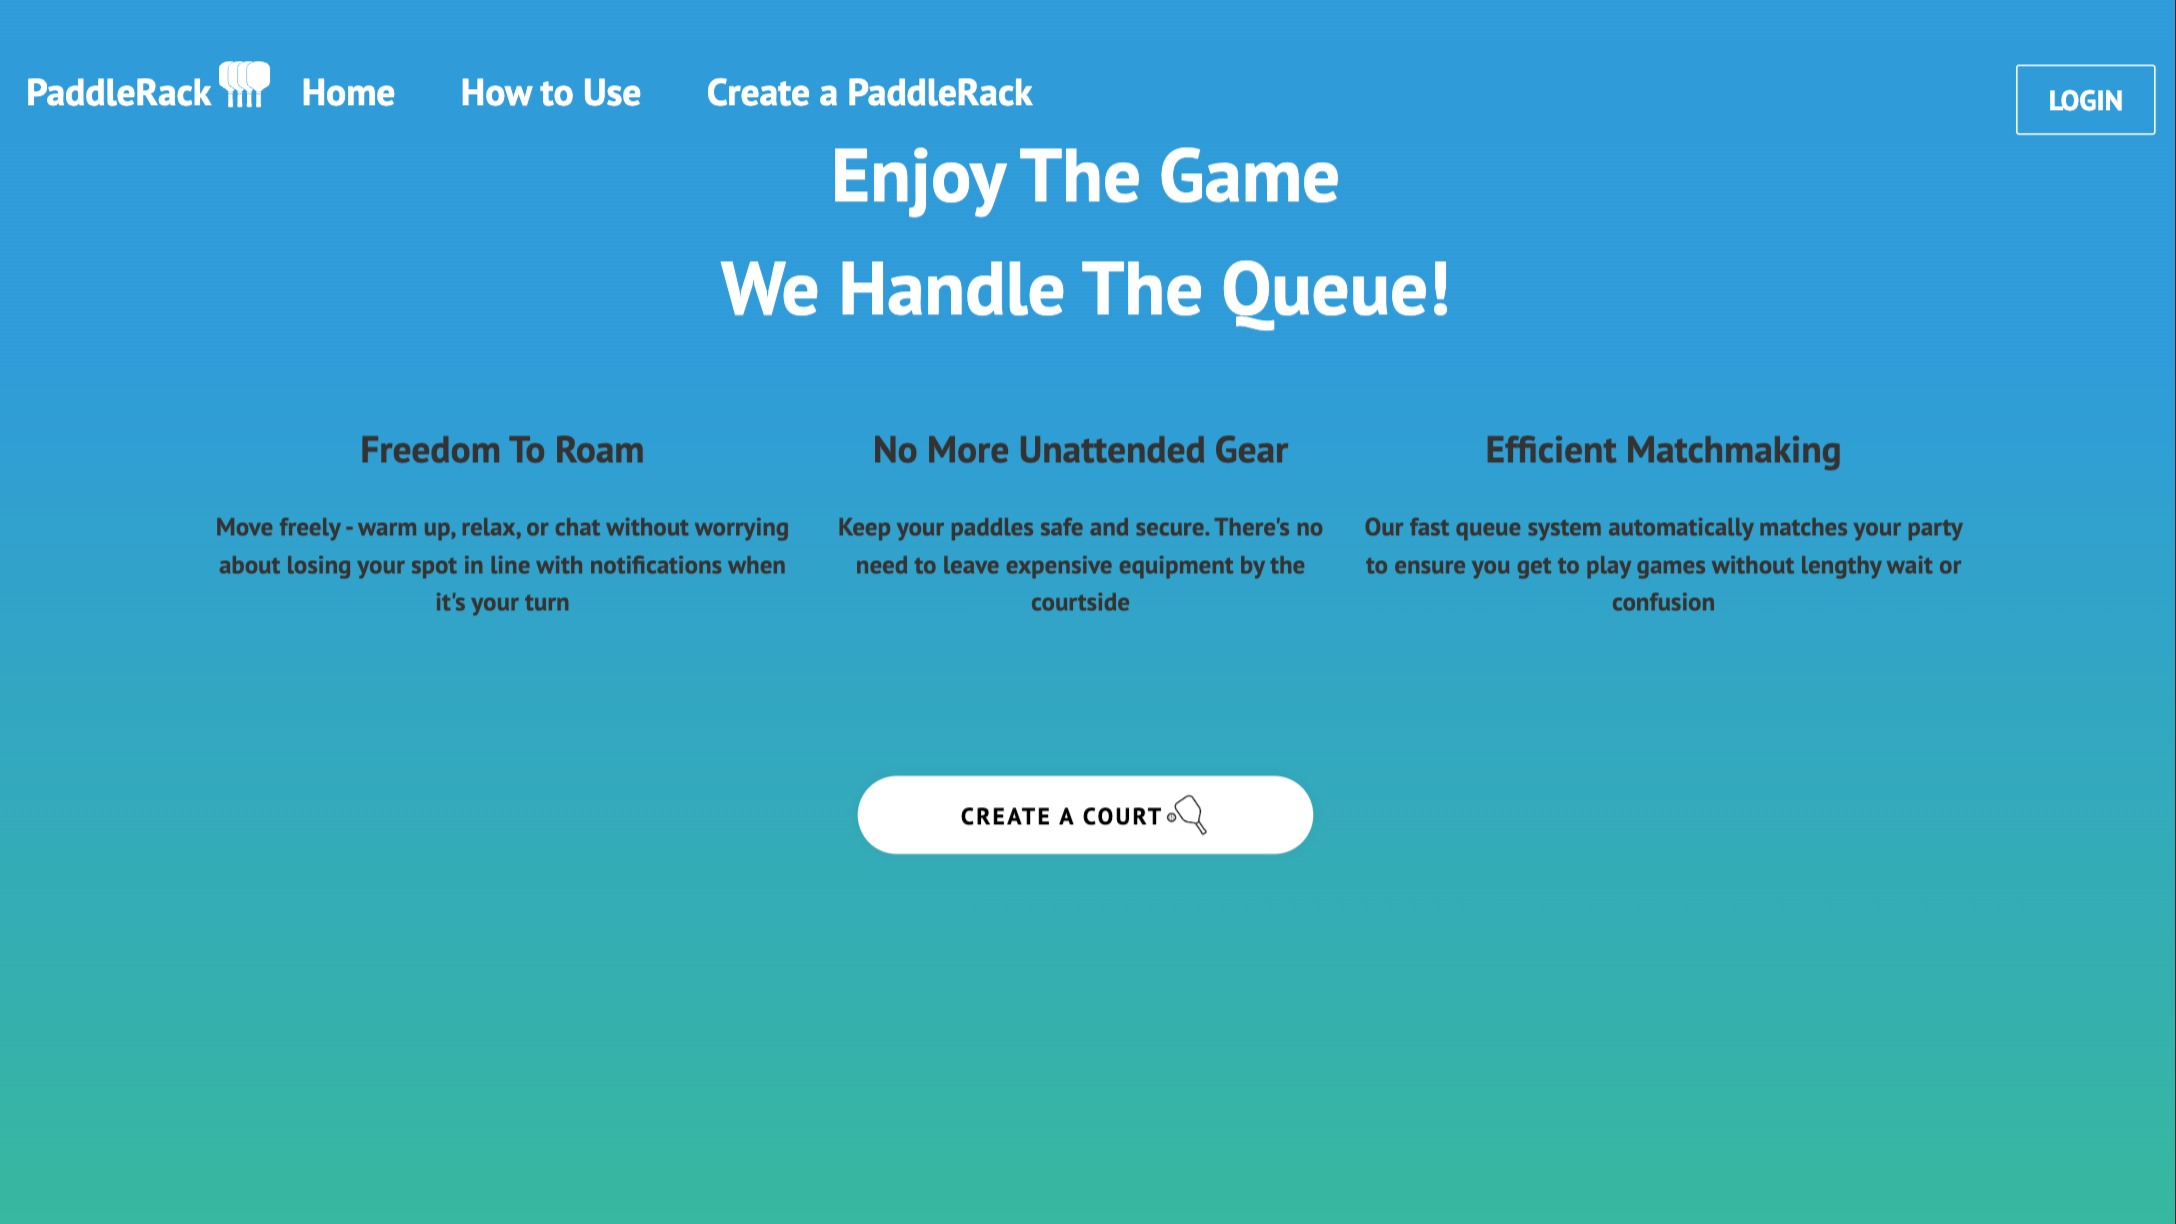 PaddleRack Home How to Use Create a PaddleRack LOGIN
Enjoy The Game
We Handle The Queue!
Freedom To Roam
Move freely - warm up, relax, or chat without worrying
about losing your spot in line with notifications when
it's your turn
No More Unattended Gear
Keep your paddles safe and secure. There's no
need to leave expensive equipment by the
courtside
Efficient Matchmaking
Our fast queue system automatically matches your party
to ensure you get to play games without lengthy wait or
confusion
CREATE A COURT